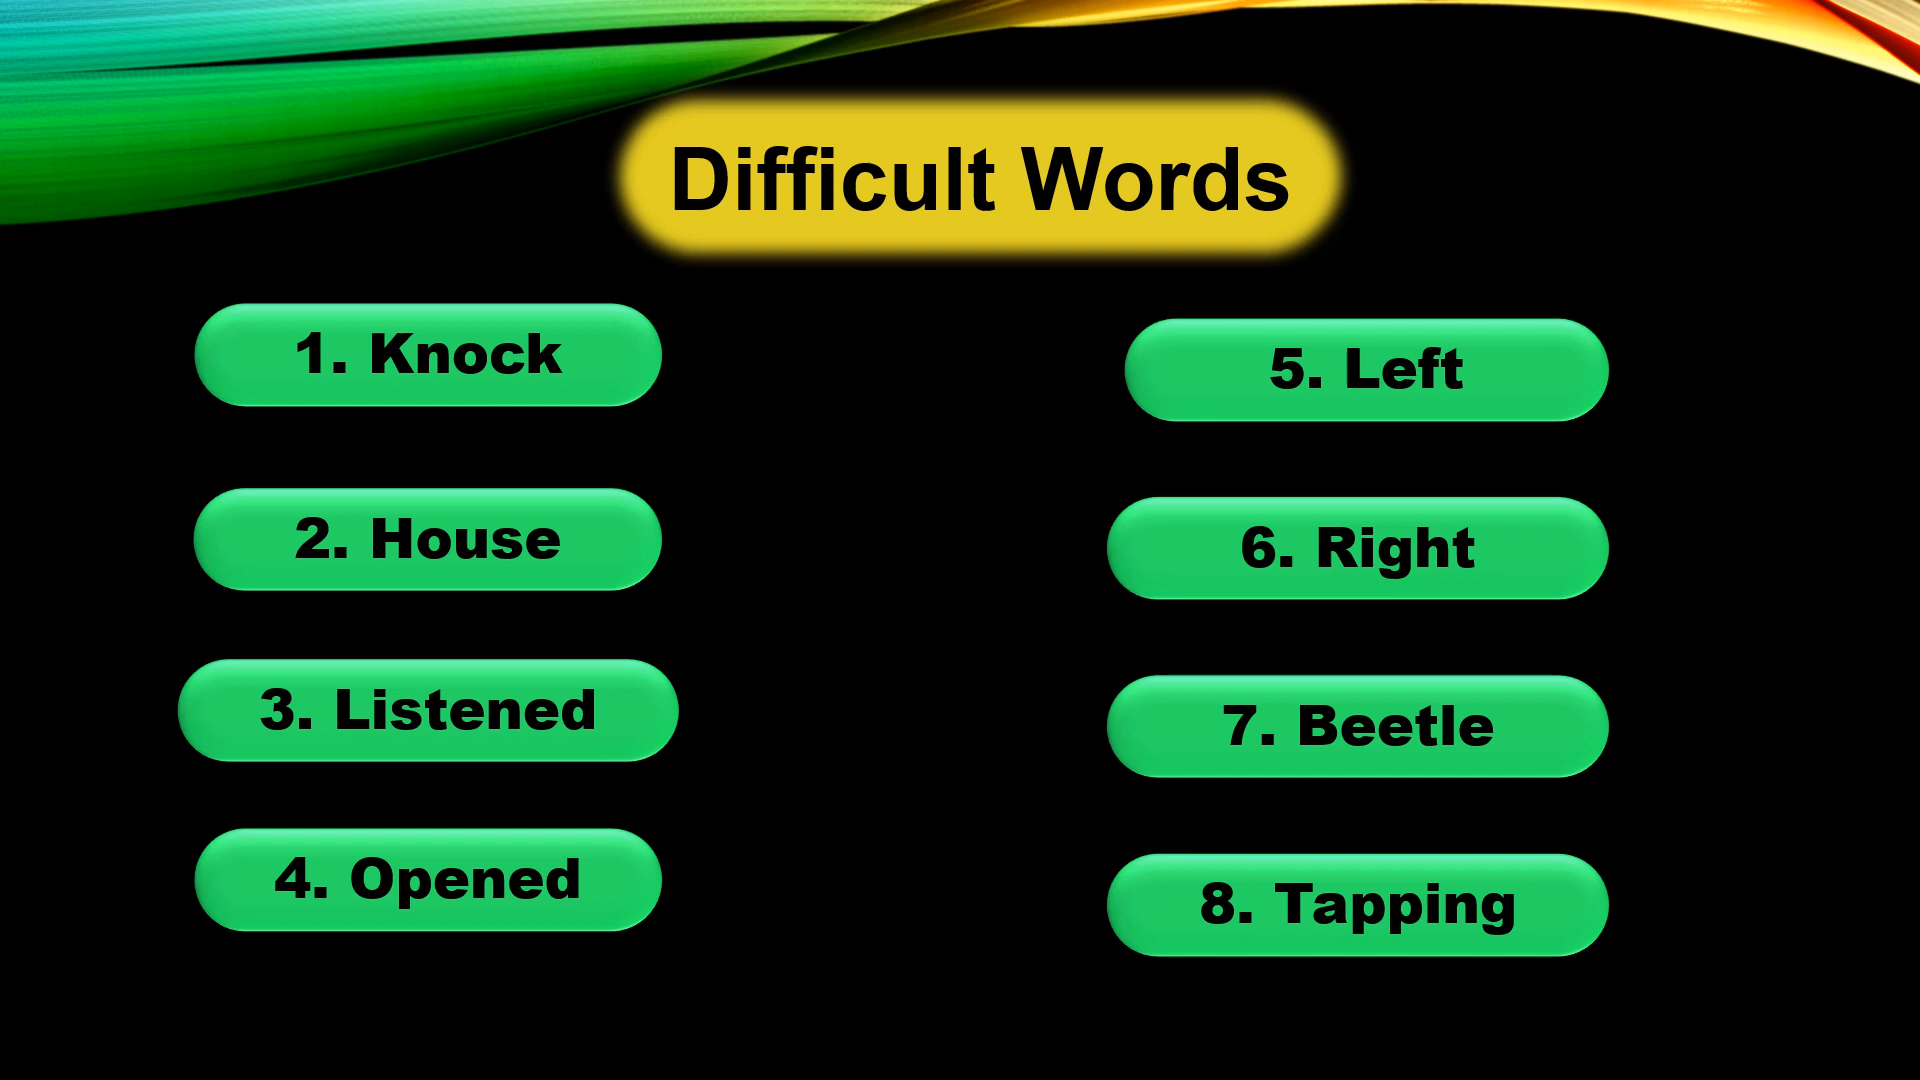 Difficult Words
1. Knock
2. House
3. Listened
4. Opened
5. Left
6. Right
7. Beetle
8. Tapping